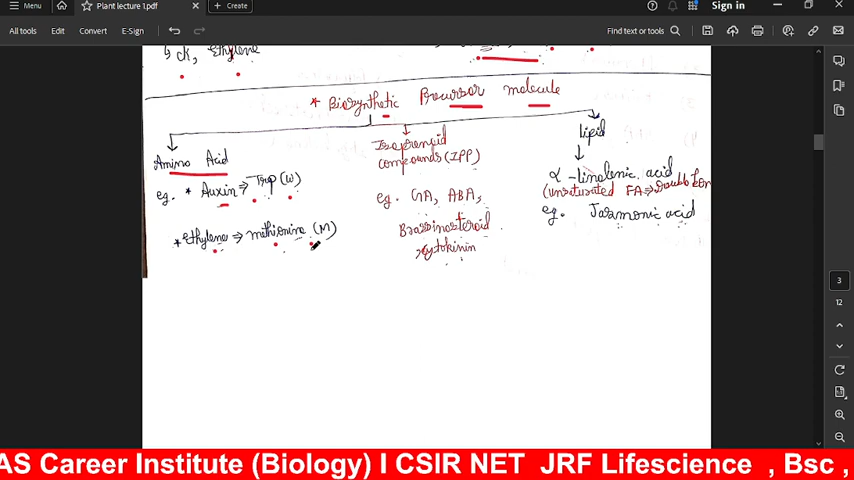 Menu
Plant lecture 1.pdf
+ Create
Sign in
All tools
Edit
Convert
E-Sign
Find text or tools
↳ CK, Ethylene
* Biosynthetic Precursor molecule
Amino Acid
eg. * Auxin ⇒ Trp (W)
* Ethylene ⇒ methionine (M)
Isoprenoid
compounds (IPP)
eg. GA, ABA,
Brassinosteroid
cytokinin
lipid
α-linolenic acid
(unsaturated FA ⇒
eg. Jasmonic acid
3
12
AS Career Institute (Biology) I CSIR NET JRF Lifescience , Bsc ,